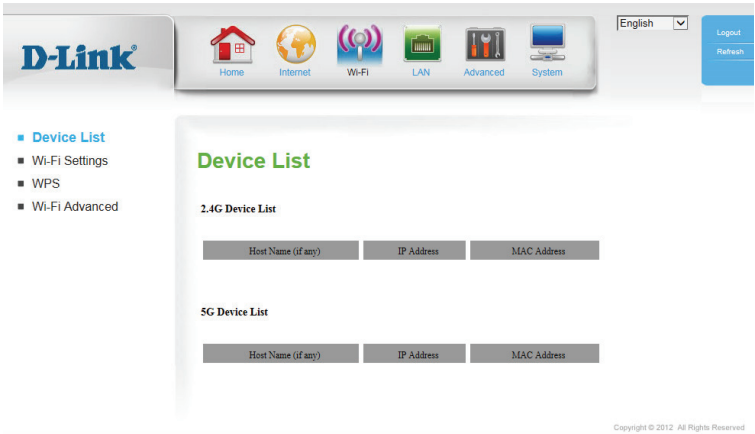 English
Logout
Refresh
D-Link®
Home Internet Wi-Fi LAN Advanced System
Device List
Wi-Fi Settings
WPS
Wi-Fi Advanced
Device List
2.4G Device List
Host Name (if any) IP Address MAC Address
5G Device List
Host Name (if any) IP Address MAC Address
Copyright © 2012 All Rights Reserved